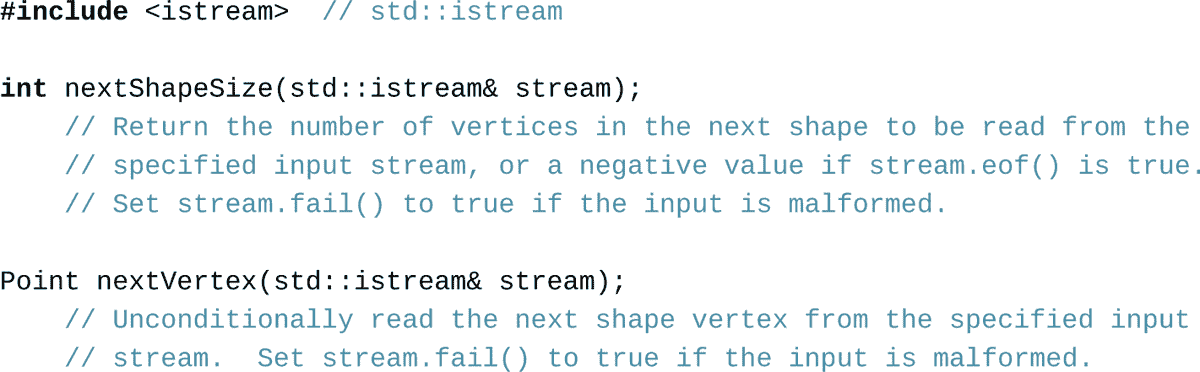 #include <istream>  // std::istream

int nextShapeSize(std::istream& stream);
    // Return the number of vertices in the next shape to be read from the
    // specified input stream, or a negative value if stream.eof() is true.
    // Set stream.fail() to true if the input is malformed.

Point nextVertex(std::istream& stream);
    // Unconditionally read the next shape vertex from the specified input
    // stream.  Set stream.fail() to true if the input is malformed.